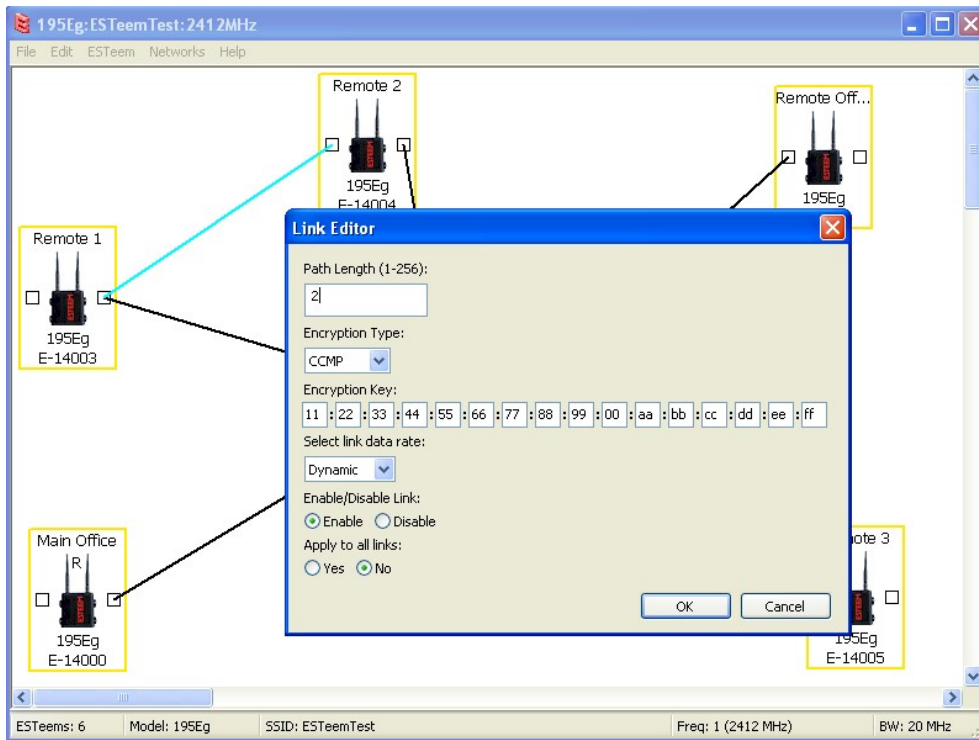 195Eg:ESTeemTest:2412MHz
File Edit ESTeem Networks Help
Remote 2
195Eg
E-14004
Remote Off...
195Eg
Remote 1
195Eg
E-14003
Link Editor
Path Length (1-256):
2
Encryption Type:
CCMP
Encryption Key:
11 : 22 : 33 : 44 : 55 : 66 : 77 : 88 : 99 : 00 : aa : bb : cc : dd : ee : ff
Select link data rate:
Dynamic
Enable/Disable Link:
Enable Disable
Apply to all links:
Yes No
OK Cancel
Main Office
R
195Eg
E-14000
ote 3
195Eg
E-14005
ESTeems: 6 Model: 195Eg SSID: ESTeemTest Freq: 1 (2412 MHz) BW: 20 MHz